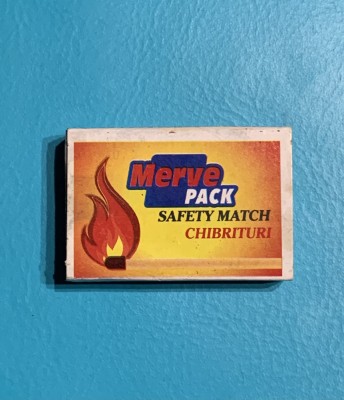 Merve
PACK
SAFETY MATCH
CHIBRITURI